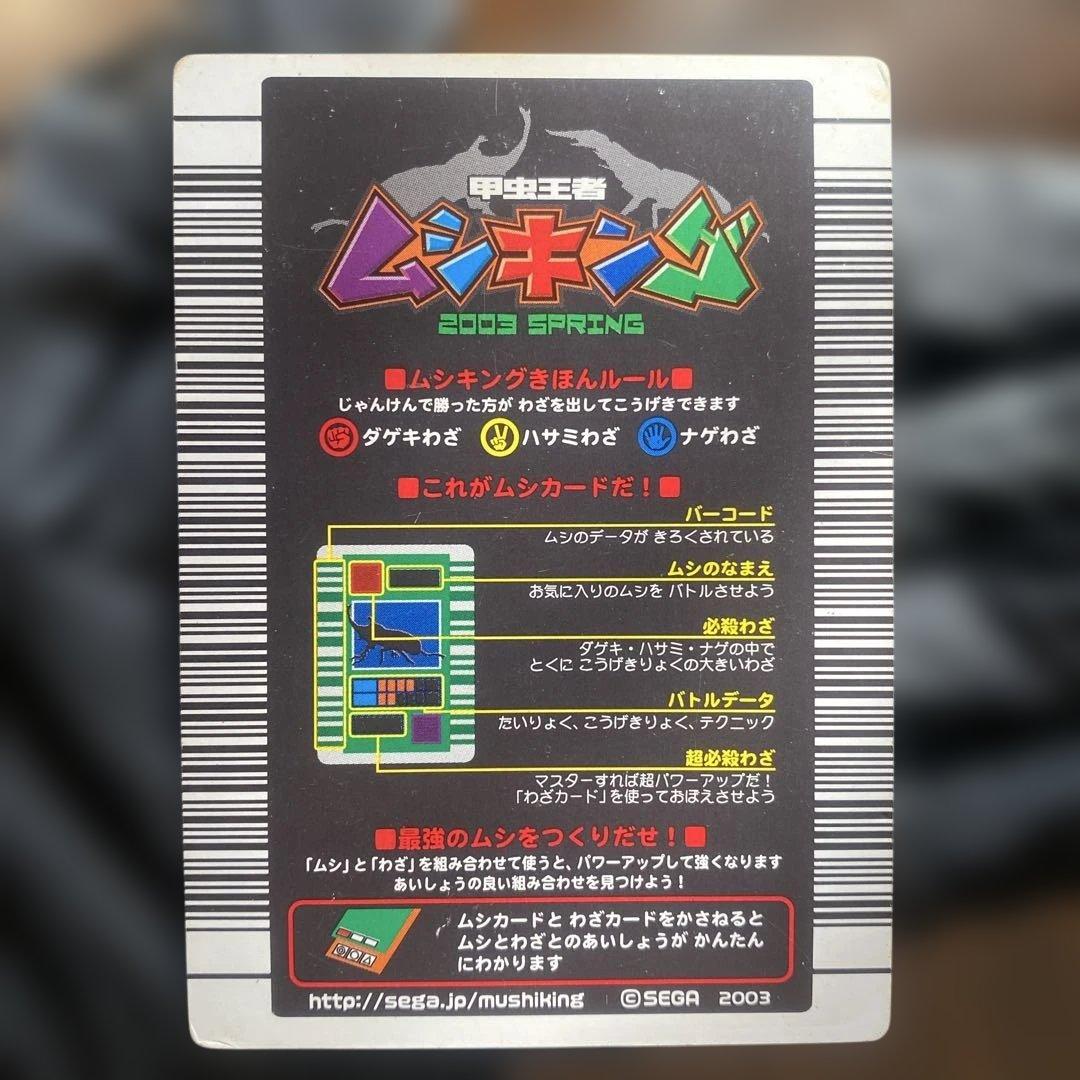 甲虫王者
ムシキング
2003 SPRING
■ムシキングきほんルール■
じゃんけんで勝った方が わざを出してこうげきできます
ダゲキわざ ハサミわざ ナゲわざ
■これがムシカードだ！■
バーコード
ムシのデータが きろくされている
ムシのなまえ
お気に入りのムシを バトルさせよう
必殺わざ
ダゲキ・ハサミ・ナゲの中で
とくに こうげきりょくの大きいわざ
バトルデータ
たいりょく、こうげきりょく、テクニック
超必殺わざ
マスターすれば超パワーアップだ！
「わざカード」を使っておぼえさせよう
■最強のムシをつくりだせ！■
「ムシ」と「わざ」を組み合わせて使うと、パワーアップして強くなります
あいしょうの良い組み合わせを見つけよう！
ムシカードと わざカードをかさねると
ムシとわざとのあいしょうが かんたん
にわかります
http://sega.jp/mushiking ©SEGA 2003